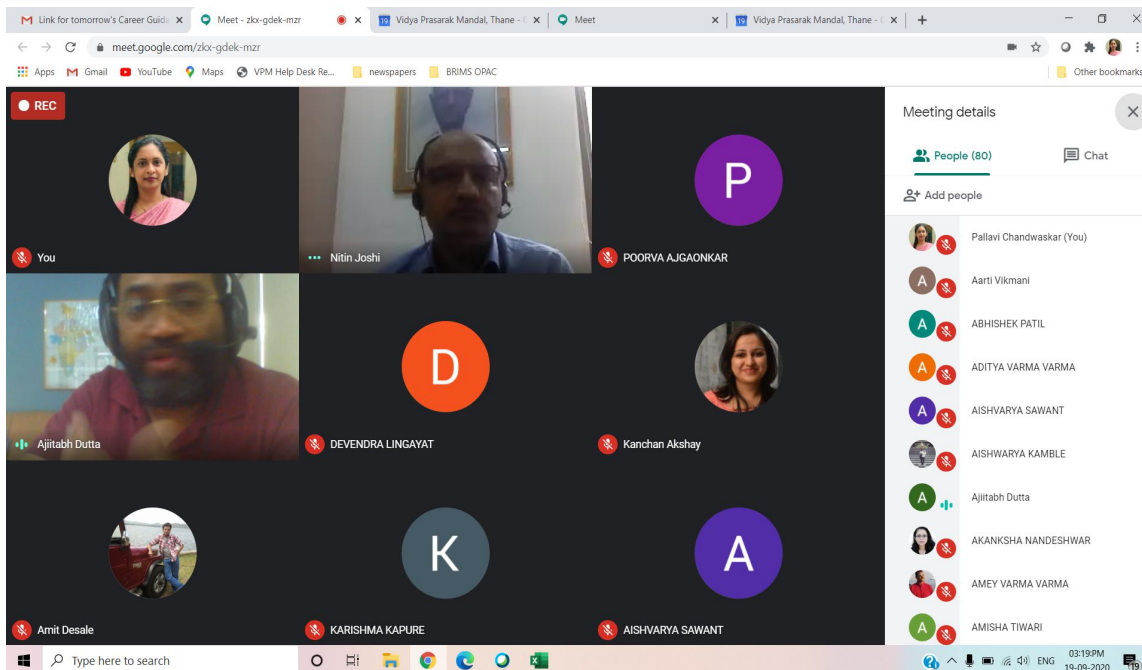 Link for tomorrow's Career Guida
Meet - zkx-gdek-mzr
Vidya Prasarak Mandal, Thane -
Meet
Vidya Prasarak Mandal, Thane -
meet.google.com/zkx-gdek-mzr
Apps
Gmail
YouTube
Maps
VPM Help Desk Re...
newspapers
BRIMS OPAC
Other bookmarks
REC
You
Nitin Joshi
P
POORVA AJGAONKAR
Ajiitabh Dutta
D
DEVENDRA LINGAYAT
Kanchan Akshay
Amit Desale
K
KARISHMA KAPURE
A
AISHVARYA SAWANT
Meeting details
People (80)
Chat
Add people
Pallavi Chandwaskar (You)
A
Aarti Vikmani
A
ABHISHEK PATIL
A
ADITYA VARMA VARMA
A
AISHVARYA SAWANT
AISHWARYA KAMBLE
A
Ajiitabh Dutta
AKANKSHA NANDESHWAR
AMEY VARMA VARMA
A
AMISHA TIWARI
Type here to search
ENG
03:19PM
19-09-2020